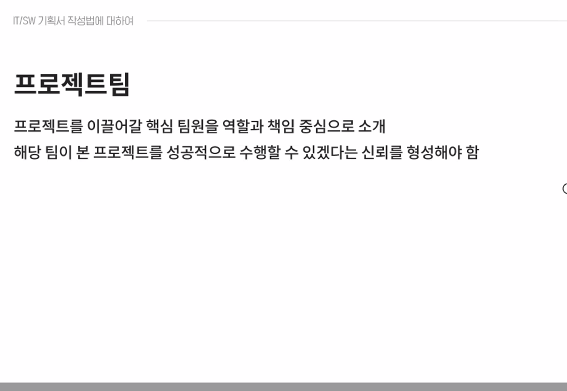 IT/SW 기획서 작성법에 대하여
프로젝트팀
프로젝트를 이끌어갈 핵심 팀원을 역할과 책임 중심으로 소개
해당 팀이 본 프로젝트를 성공적으로 수행할 수 있겠다는 신뢰를 형성해야 함